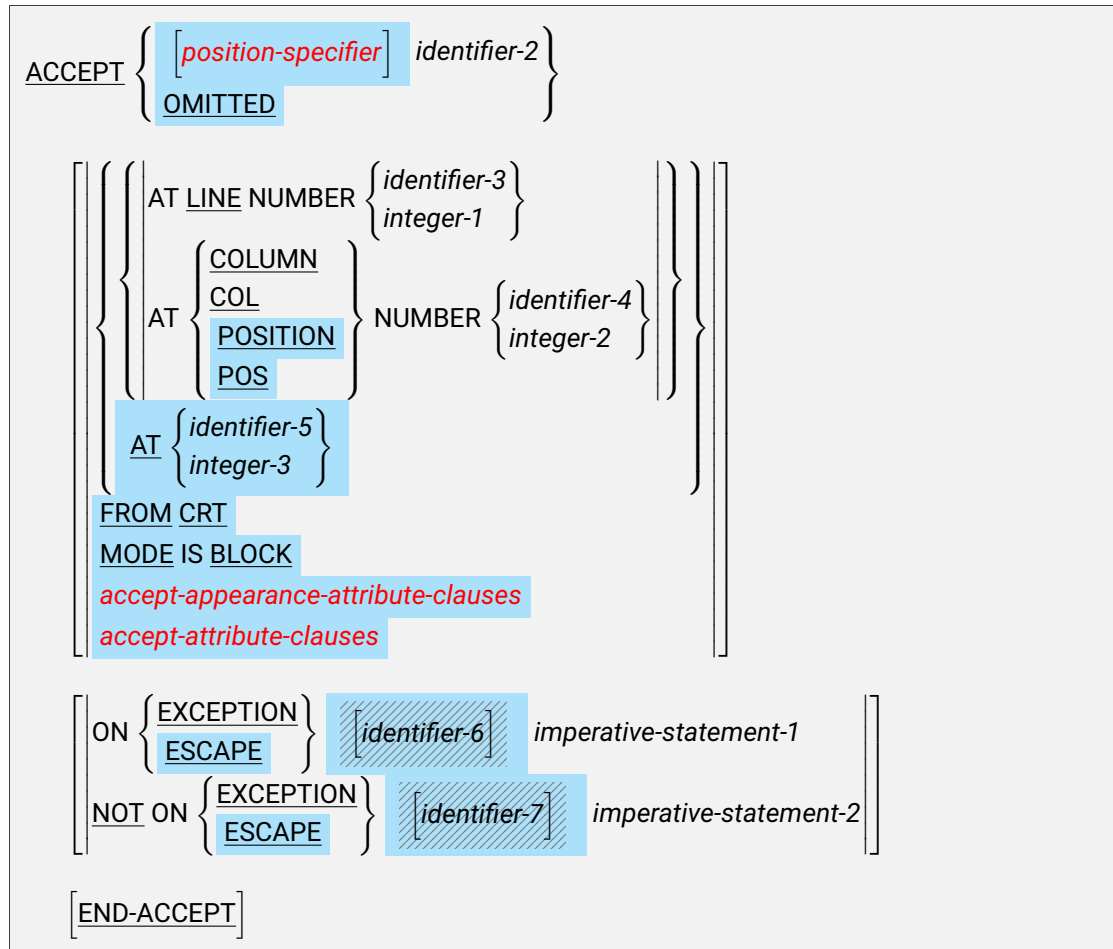 [position-specifier] identifier-2
ACCEPT
OMITTED
AT LINE NUMBER identifier-3
integer-1
COLUMN
COL
AT NUMBER identifier-4
integer-2
POSITION
POS
AT identifier-5
integer-3
FROM CRT
MODE IS BLOCK
accept-appearance-attribute-clauses
accept-attribute-clauses
ON EXCEPTION [identifier-6] imperative-statement-1
ESCAPE
NOT ON EXCEPTION [identifier-7] imperative-statement-2
ESCAPE
[END-ACCEPT]